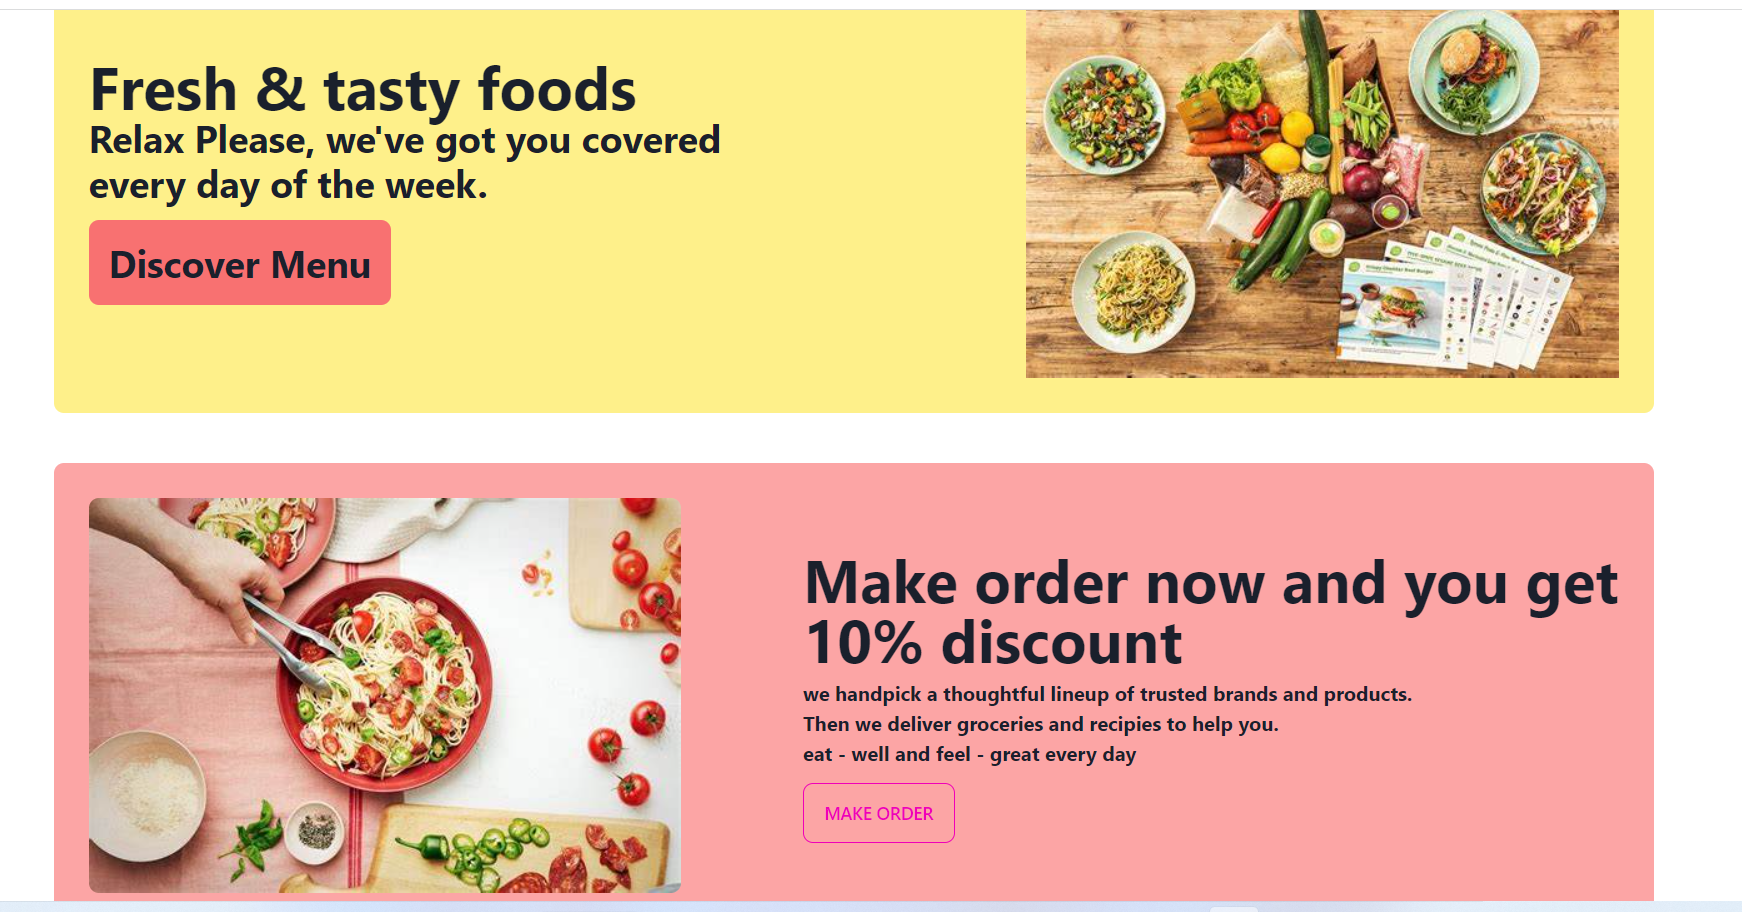 Fresh & tasty foods
Relax Please, we've got you covered
every day of the week.
Discover Menu
Make order now and you get
10% discount
we handpick a thoughtful lineup of trusted brands and products.
Then we deliver groceries and recipies to help you.
eat - well and feel - great every day
MAKE ORDER